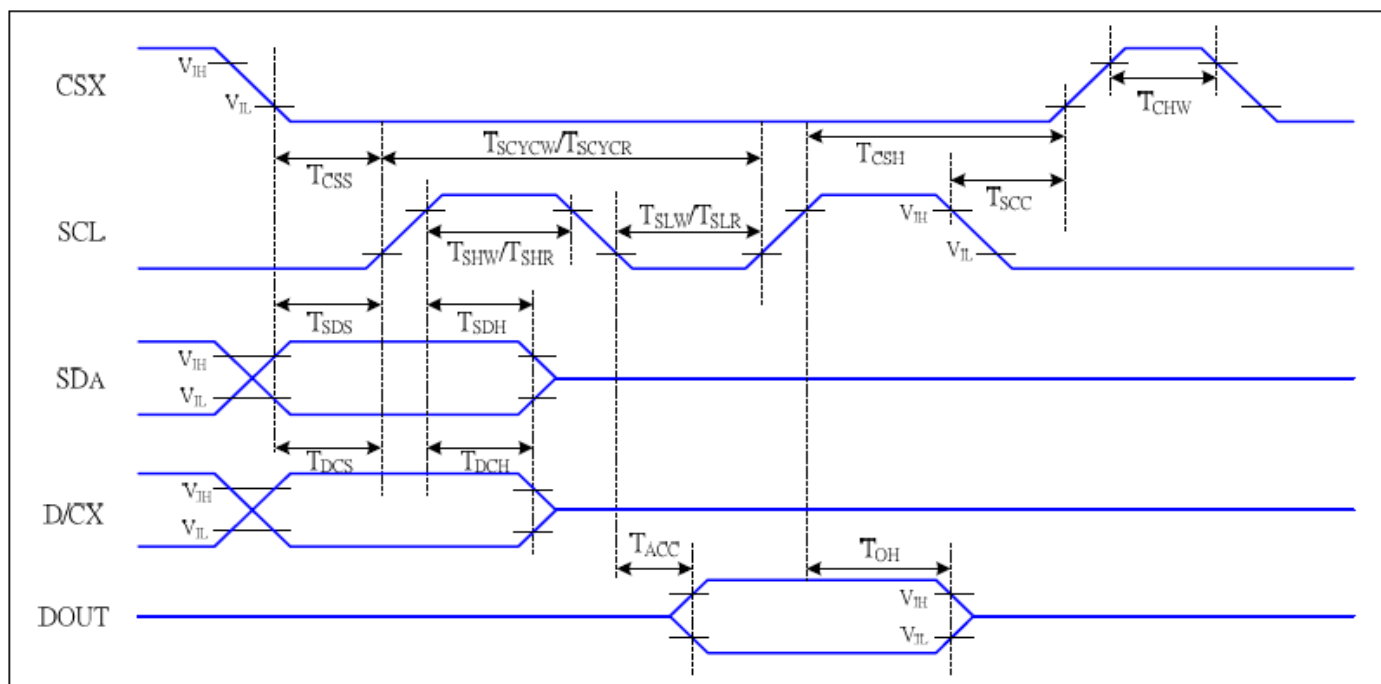 CSX
VIH
VIL
TCHW
TSCYCW/TSCYCR
TCSH
TCSS
TSCC
SCL
VIH
VIL
TSLW/TSLR
TSHW/TSHR
TSDS
TSDH
SDA
VIH
VIL
TDCS
TDCH
D/CX
VIH
VIL
TACC
TOH
DOUT
VIH
VIL